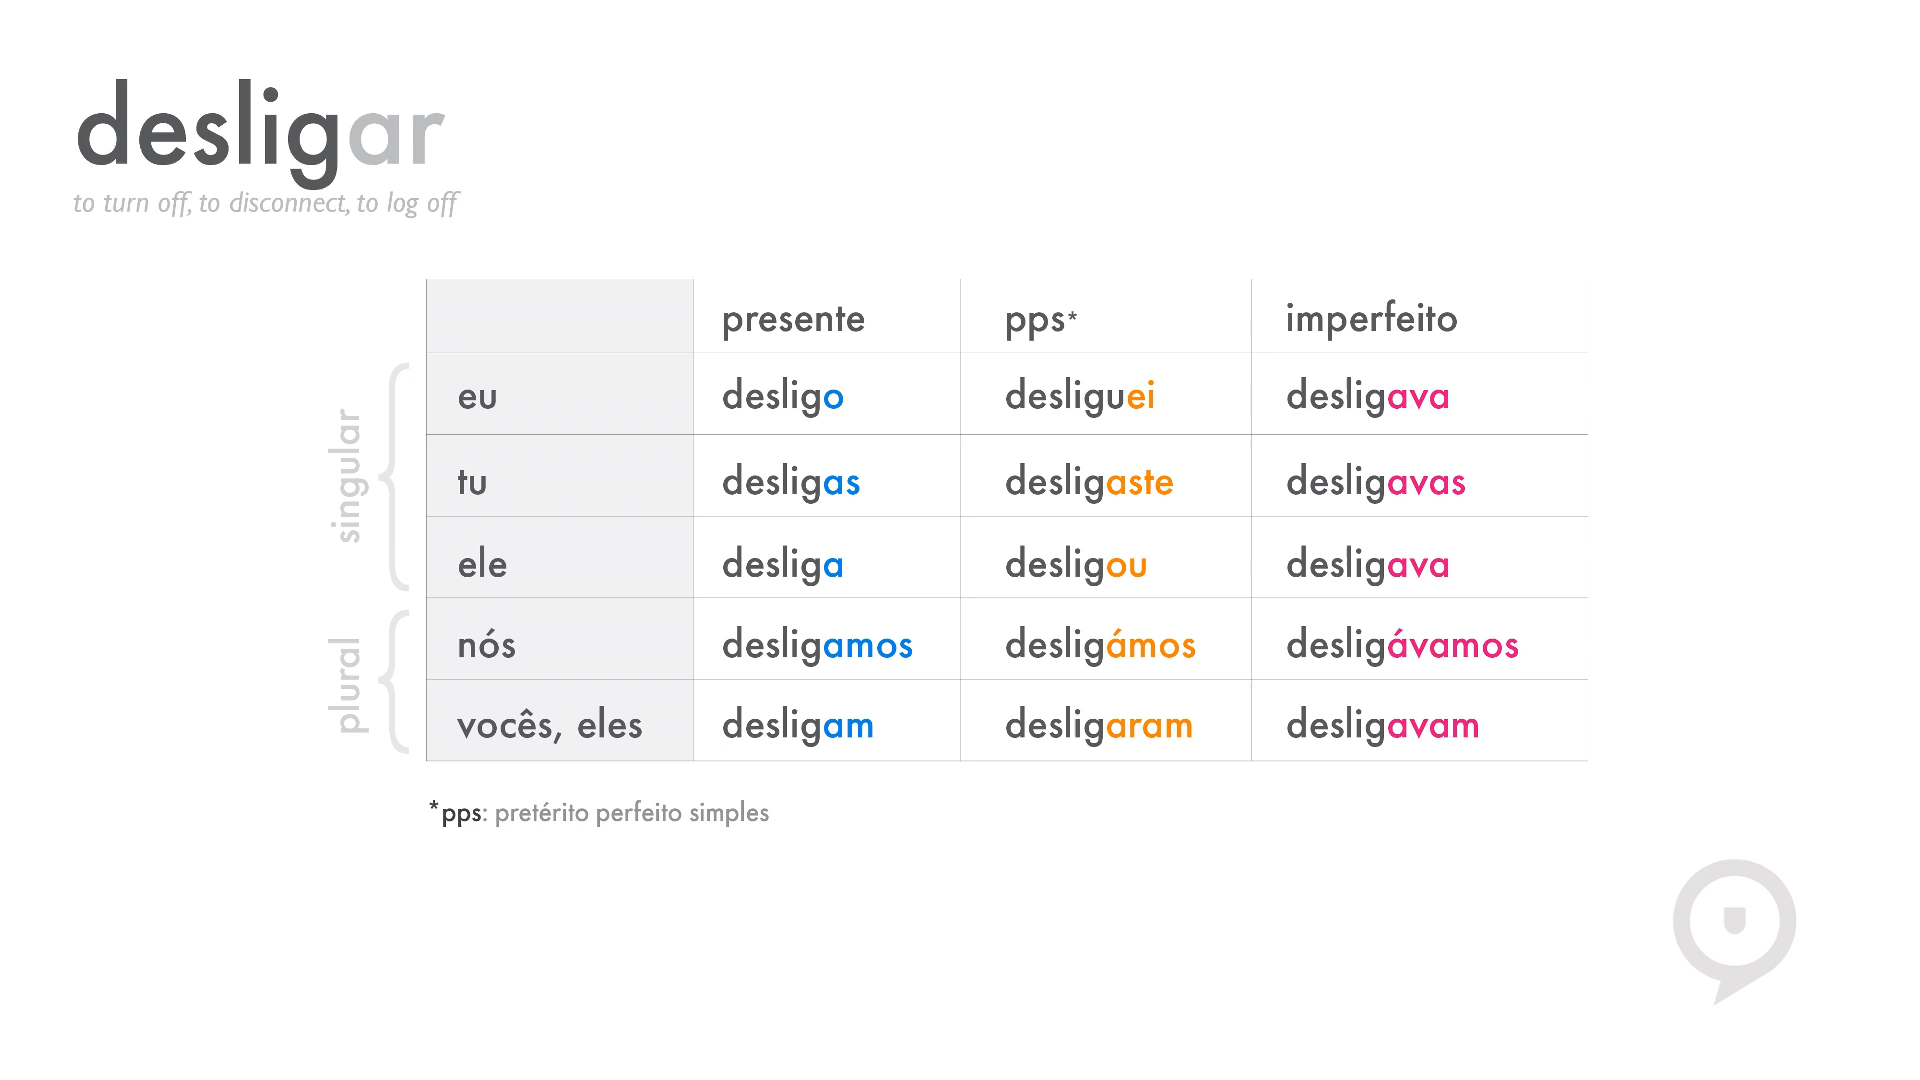 desligar
to turn off, to disconnect, to log off
presente pps* imperfeito
singular
eu desligo desliguei desligava
tu desligas desligaste desligavas
ele desliga desligou desligava
plural
nós desligamos desligámos desligávamos
vocês, eles desligam desligaram desligavam
*pps: pretérito perfeito simples